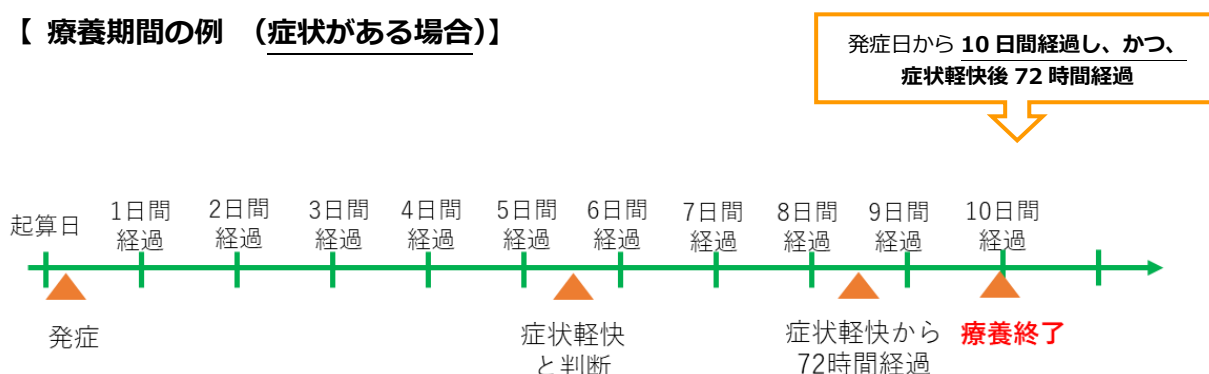 【 療養期間の例 （症状がある場合）】
発症日から 10 日間経過し、かつ、
症状軽快後 72 時間経過
起算日
1日間
経過
2日間
経過
3日間
経過
4日間
経過
5日間
経過
6日間
経過
7日間
経過
8日間
経過
9日間
経過
10日間
経過
発症
症状軽快
と判断
症状軽快から
72時間経過
療養終了